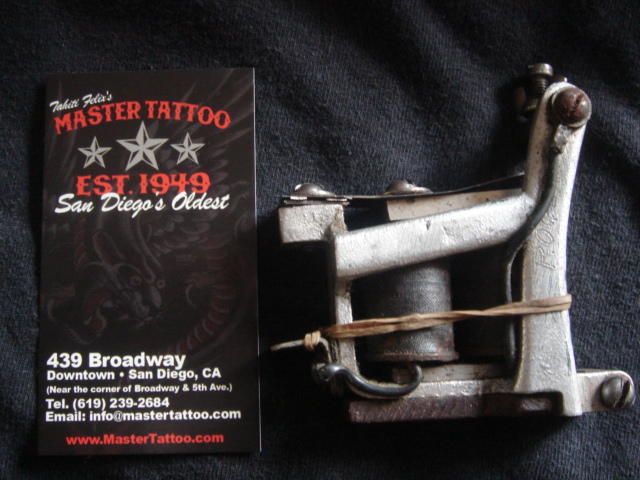 Tahiti Felix's
MASTER TATTOO
EST. 1949
San Diego's Oldest
439 Broadway
Downtown • San Diego, CA
(Near the corner of Broadway & 5th Ave.)
Tel. (619) 239-2684
Email: info@mastertattoo.com
www.MasterTattoo.com